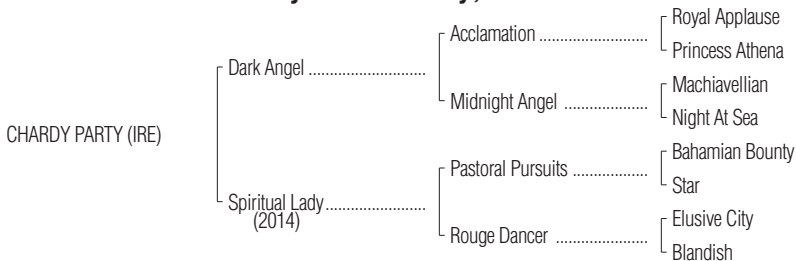 Royal Applause
Acclamation
Princess Athena
Dark Angel
Machiavellian
Midnight Angel
Night At Sea
CHARDY PARTY (IRE)
Bahamian Bounty
Pastoral Pursuits
Star
Spiritual Lady
(2014)
Elusive City
Rouge Dancer
Blandish